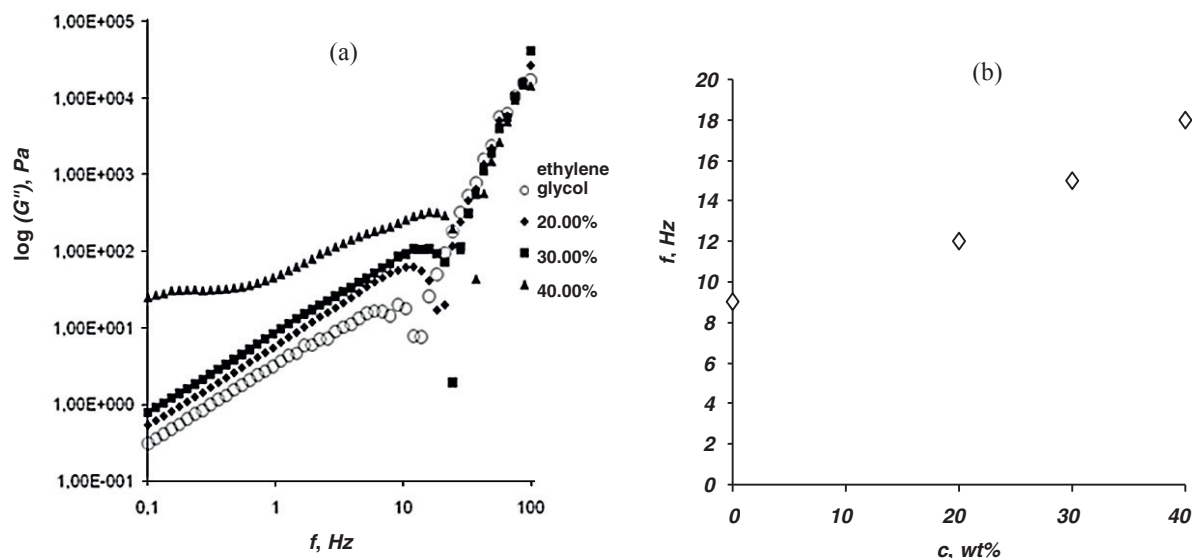 (a)
1,00E+005
1,00E+004
1,00E+003
1,00E+002
1,00E+001
1,00E+000
1,00E-001
log (G''), Pa
0,1
1
10
100
f, Hz
ethylene
glycol
20.00%
30.00%
40.00%
(b)
20
18
16
14
12
10
8
6
4
2
0
f, Hz
0
10
20
30
40
c, wt%